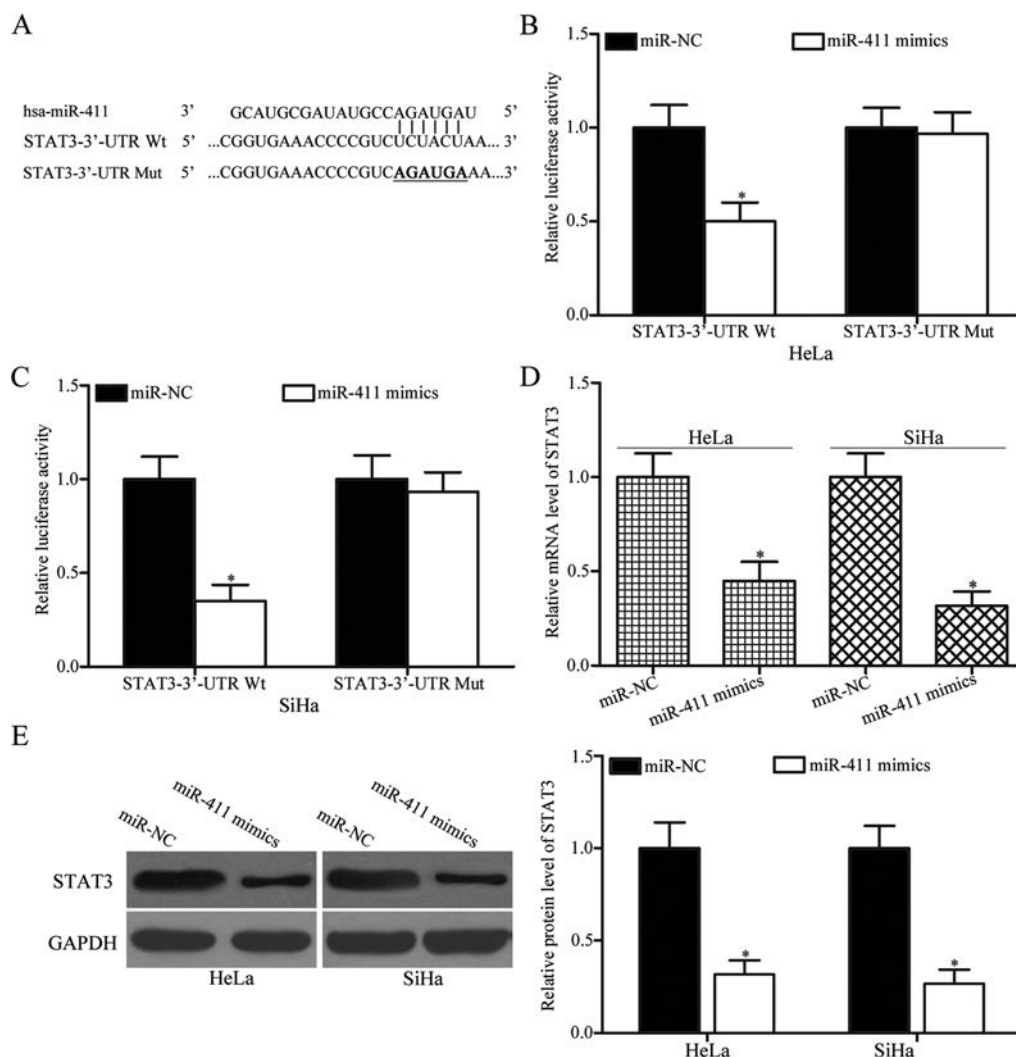 A
hsa-miR-411 3’ GCAUGCGAUAUGCCAGAUGAU 5’
STAT3-3’-UTR Wt 5’ ...CGGUGAAACCCCGUCUCUACUAA... 3’
STAT3-3’-UTR Mut 5’ ...CGGUGAAACCCCGUCAGAUGAAA...3’
B
miR-NC miR-411 mimics
Relative luciferase activity
1.5
1.0
0.5
0.0
STAT3-3’-UTR Wt STAT3-3’-UTR Mut
HeLa
*
C
miR-NC miR-411 mimics
Relative luciferase activity
1.5
1.0
0.5
0.0
STAT3-3’-UTR Wt STAT3-3’-UTR Mut
SiHa
*
D
Relative mRNA level of STAT3
1.5
1.0
0.5
0.0
HeLa SiHa
* *
miR-NC miR-411 mimics miR-NC miR-411 mimics
E
miR-NC miR-411 mimics miR-NC miR-411 mimics
STAT3
GAPDH
HeLa SiHa
miR-NC miR-411 mimics
Relative protein level of STAT3
1.5
1.0
0.5
0.0
* *
HeLa SiHa